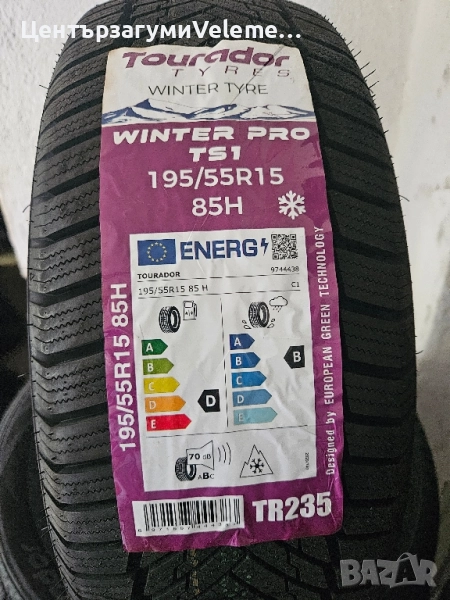 ЦентързагумиVeleme...
Tourador
TYRES
WINTER TYRE
WINTER PRO
TS1
195/55R15
85H
195/55R15 85H
Designed by EUROPEAN GREEN TECHNOLOGY
ENERG
TOURADOR
9744438
195/55R15 85 H
C1
A
B
C
D
E
D
A
B
C
D
E
B
70 dB
ABC
TR235
BAZAR